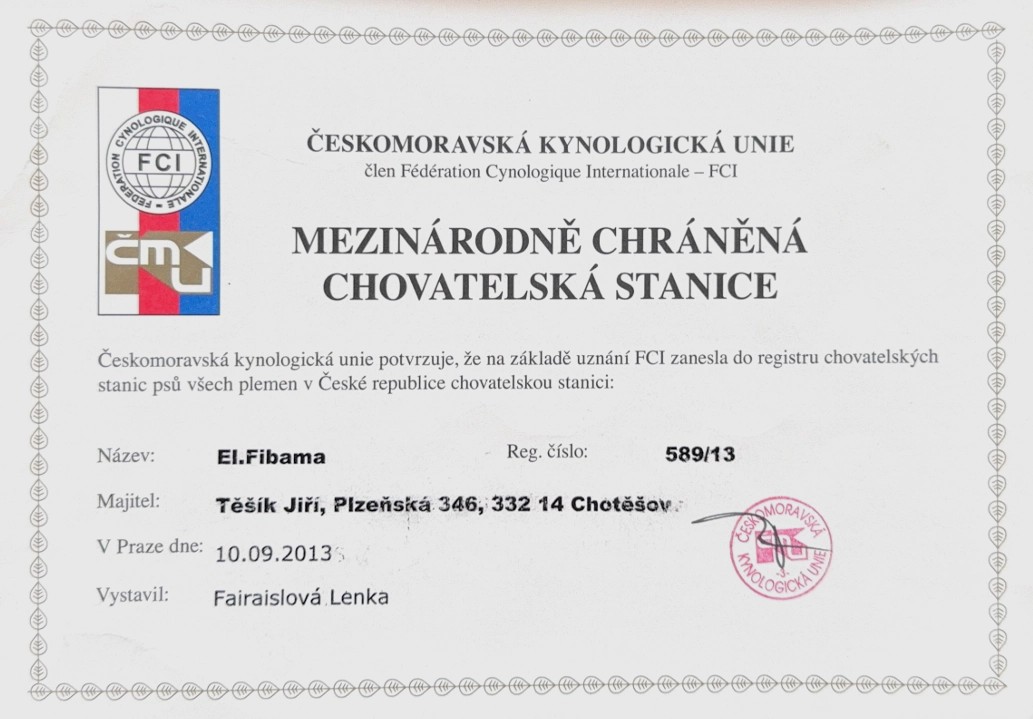 FEDERATION CYNOLOGIQUE INTERNATIONALE
FCI
ČMKU
ČESKOMORAVSKÁ KYNOLOGICKÁ UNIE
člen Fédération Cynologique Internationale – FCI
MEZINÁRODNĚ CHRÁNĚNÁ
CHOVATELSKÁ STANICE
Českomoravská kynologická unie potvrzuje, že na základě uznání FCI zanesla do registru chovatelských
stanic psů všech plemen v České republice chovatelskou stanici:
Název: El.Fibama Reg. číslo: 589/13
Majitel: Těšík Jiří, Plzeňská 346, 332 14 Chotěšov
V Praze dne: 10.09.2013
Vystavil: Fairaislová Lenka
ČESKOMORAVSKÁ
KYNOLOGICKÁ UNIE
-3-